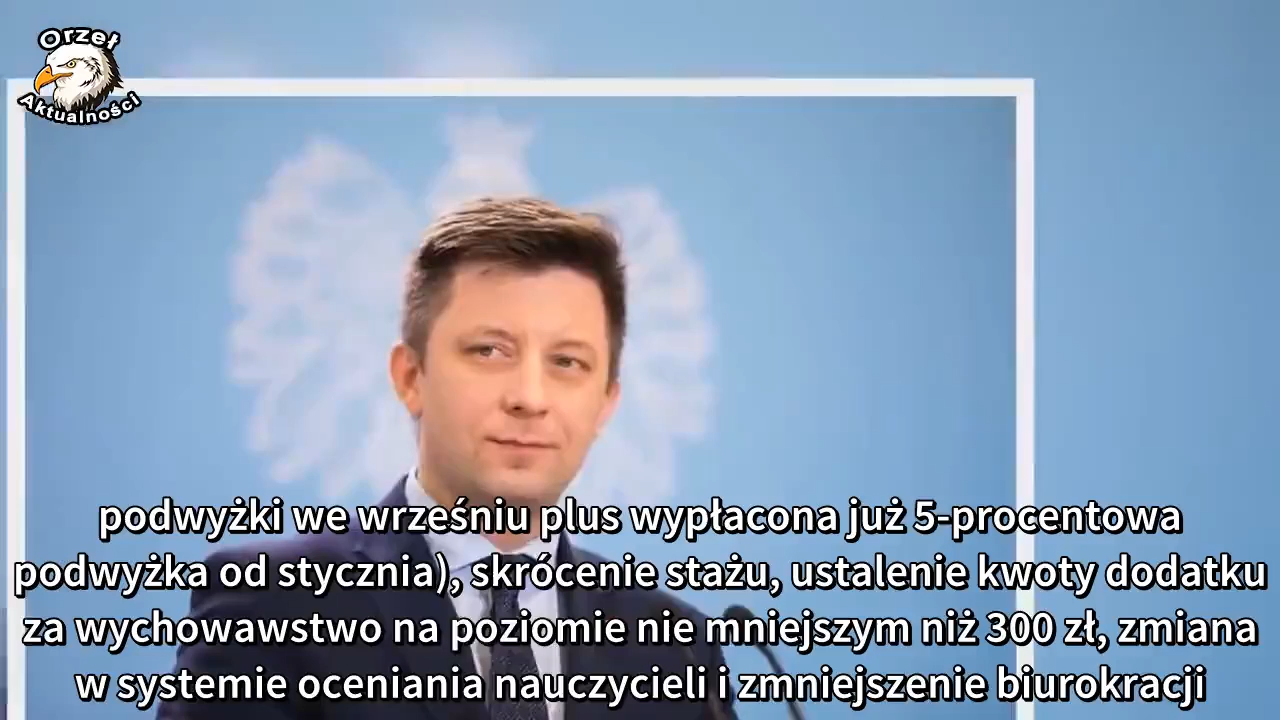 Orzeł
Aktualności
podwyżki we wrześniu plus wypłacona już 5-procentowa
podwyżka od stycznia), skrócenie stażu, ustalenie kwoty dodatku
za wychowawstwo na poziomie nie mniejszym niż 300 zł, zmiana
w systemie oceniania nauczycieli i zmniejszenie biurokracji